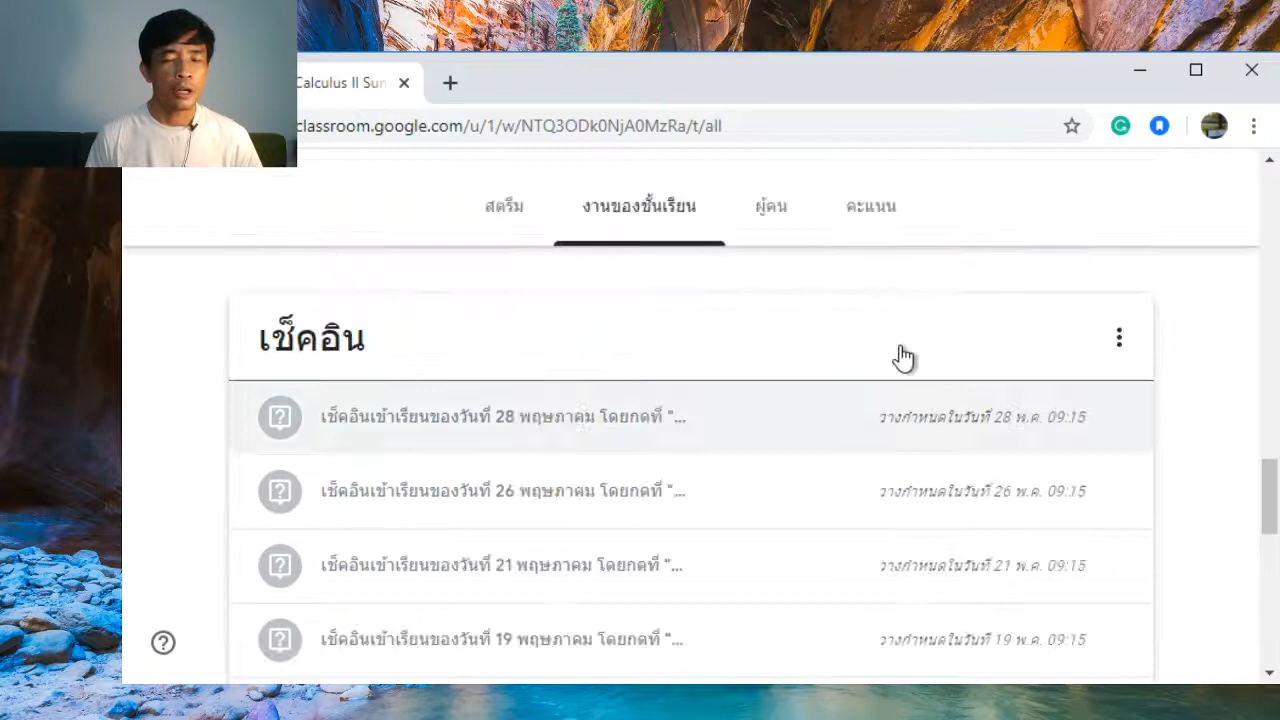 Calculus II Sun
classroom.google.com/u/1/w/NTQ3ODk0NjA0MzRa/t/all
สตรีม งานของชั้นเรียน ผู้คน คะแนน
เช็คอิน
เช็คอินเข้าเรียนของวันที่ 28 พฤษภาคม โดยกดที่ "... วางกำหนดในวันที่ 28 พ.ค. 09:15
เช็คอินเข้าเรียนของวันที่ 26 พฤษภาคม โดยกดที่ "... วางกำหนดในวันที่ 26 พ.ค. 09:15
เช็คอินเข้าเรียนของวันที่ 21 พฤษภาคม โดยกดที่ "... วางกำหนดในวันที่ 21 พ.ค. 09:15
เช็คอินเข้าเรียนของวันที่ 19 พฤษภาคม โดยกดที่ "... วางกำหนดในวันที่ 19 พ.ค. 09:15